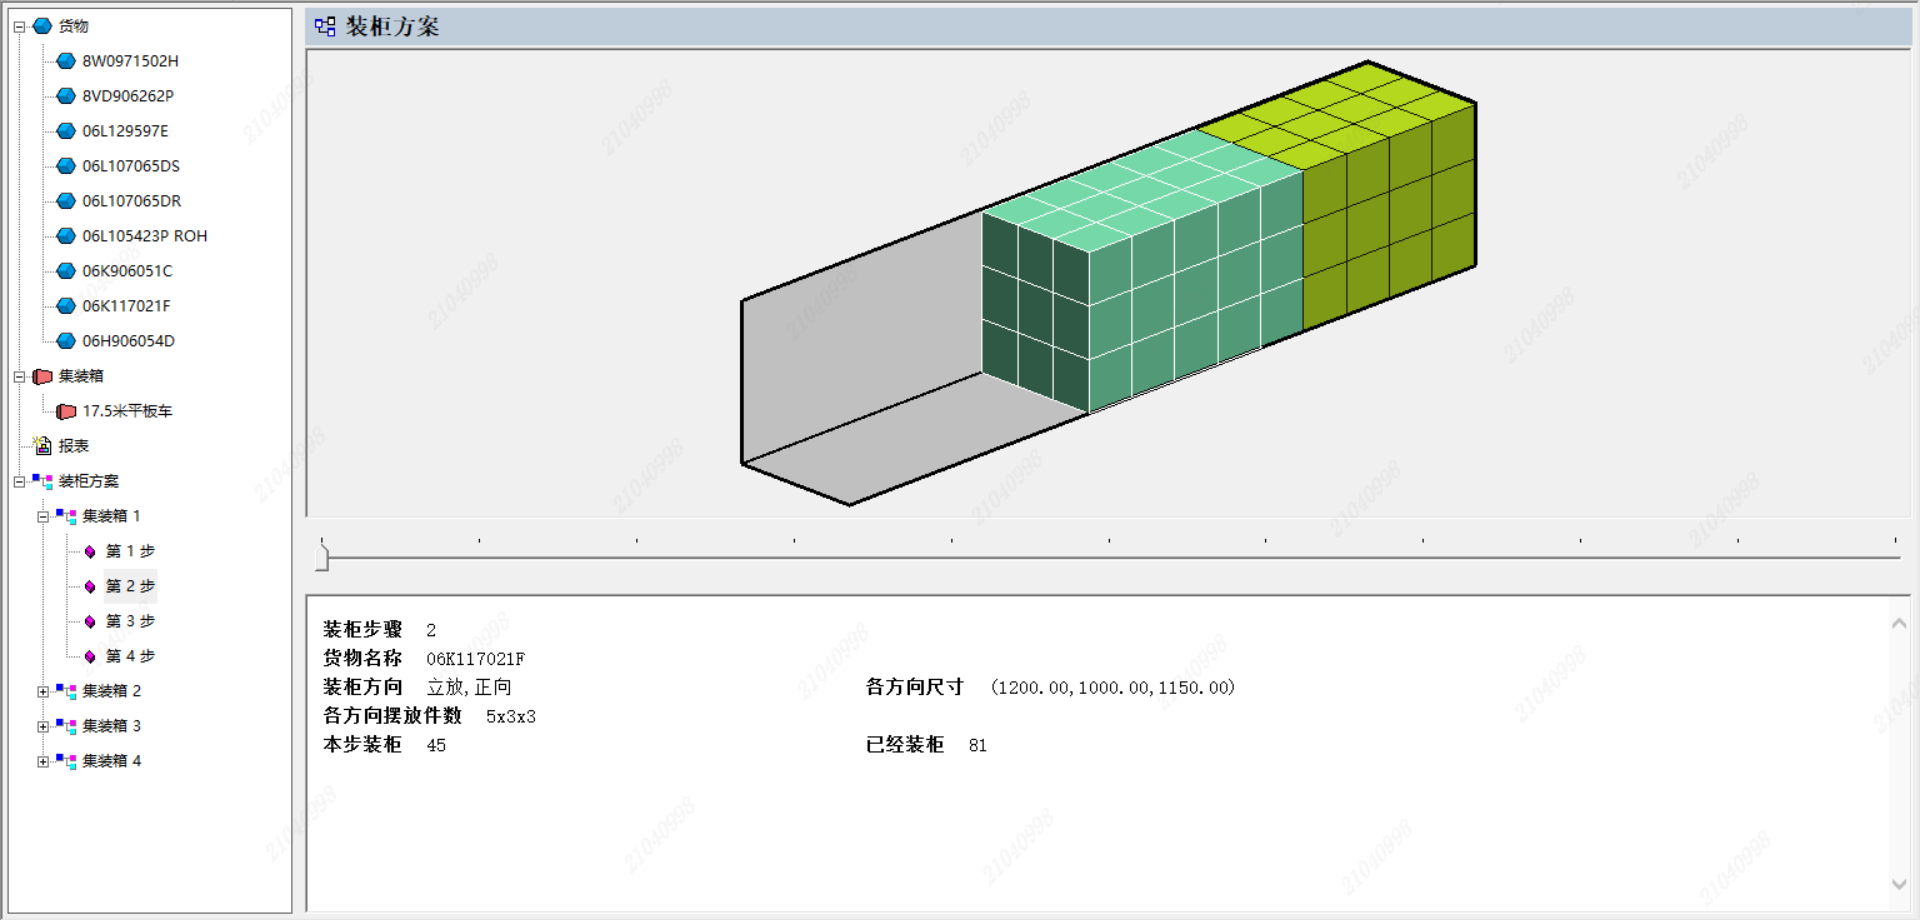 货物
8W0971502H
8VD906262P
06L129597E
06L107065DS
06L107065DR
06L105423P ROH
06K906051C
06K117021F
06H906054D
集装箱
17.5米平板车
报表
装柜方案
集装箱 1
第 1 步
第 2 步
第 3 步
第 4 步
集装箱 2
集装箱 3
集装箱 4
装柜方案
装柜步骤 2
货物名称 06K117021F
装柜方向 立放,正向 各方向尺寸 (1200.00,1000.00,1150.00)
各方向摆放件数 5x3x3
本步装柜 45 已经装柜 81
21040998